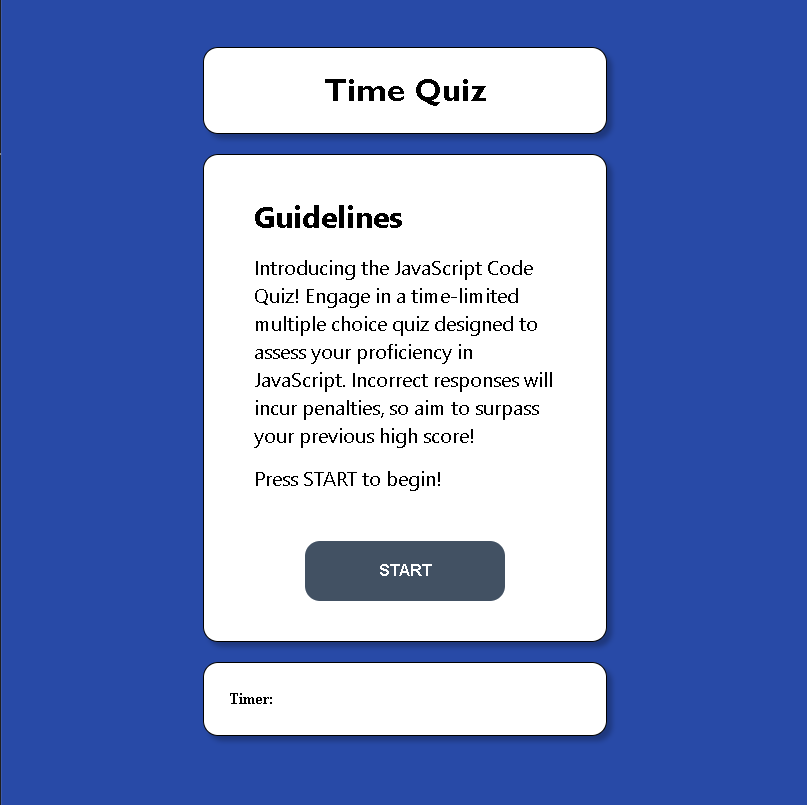 Time Quiz
Guidelines
Introducing the JavaScript Code
Quiz! Engage in a time-limited
multiple choice quiz designed to
assess your proficiency in
JavaScript. Incorrect responses will
incur penalties, so aim to surpass
your previous high score!
Press START to begin!
START
Timer: